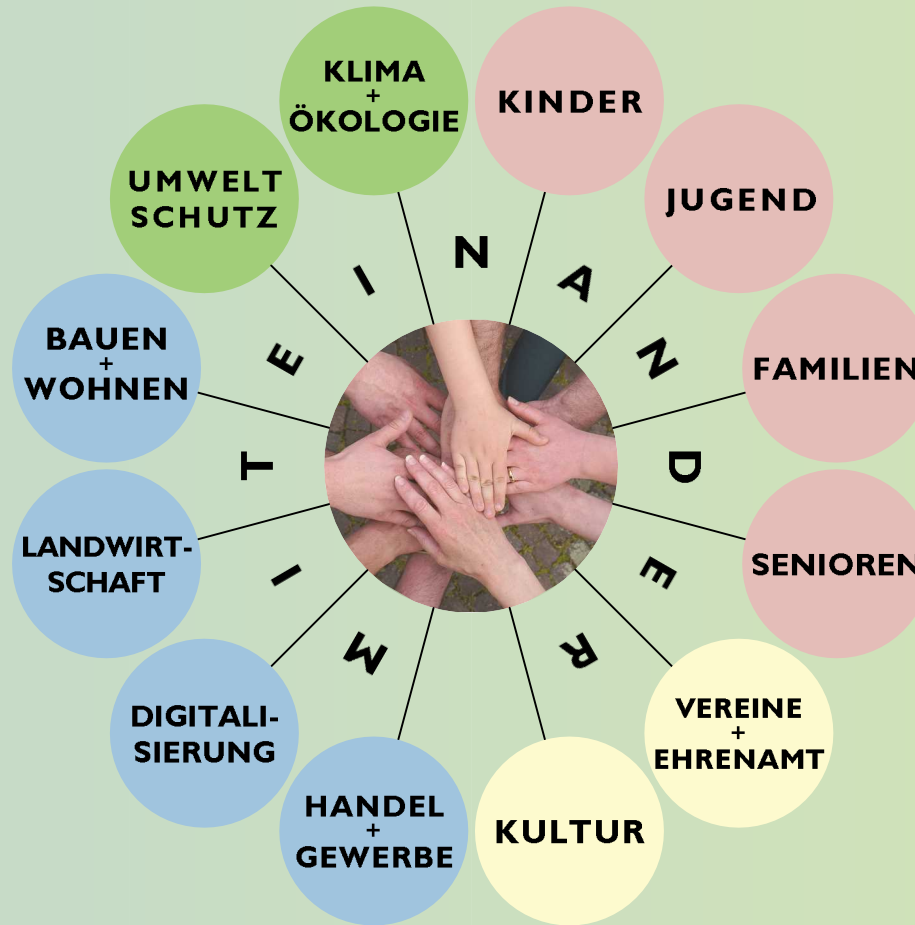 KLIMA
+
ÖKOLOGIE
KINDER
JUGEND
FAMILIEN
SENIOREN
VEREINE
+
EHRENAMT
KULTUR
HANDEL
+
GEWERBE
DIGITALI-
SIERUNG
LANDWIRT-
SCHAFT
BAUEN
+
WOHNEN
UMWELT
SCHUTZ
MITEINANDER